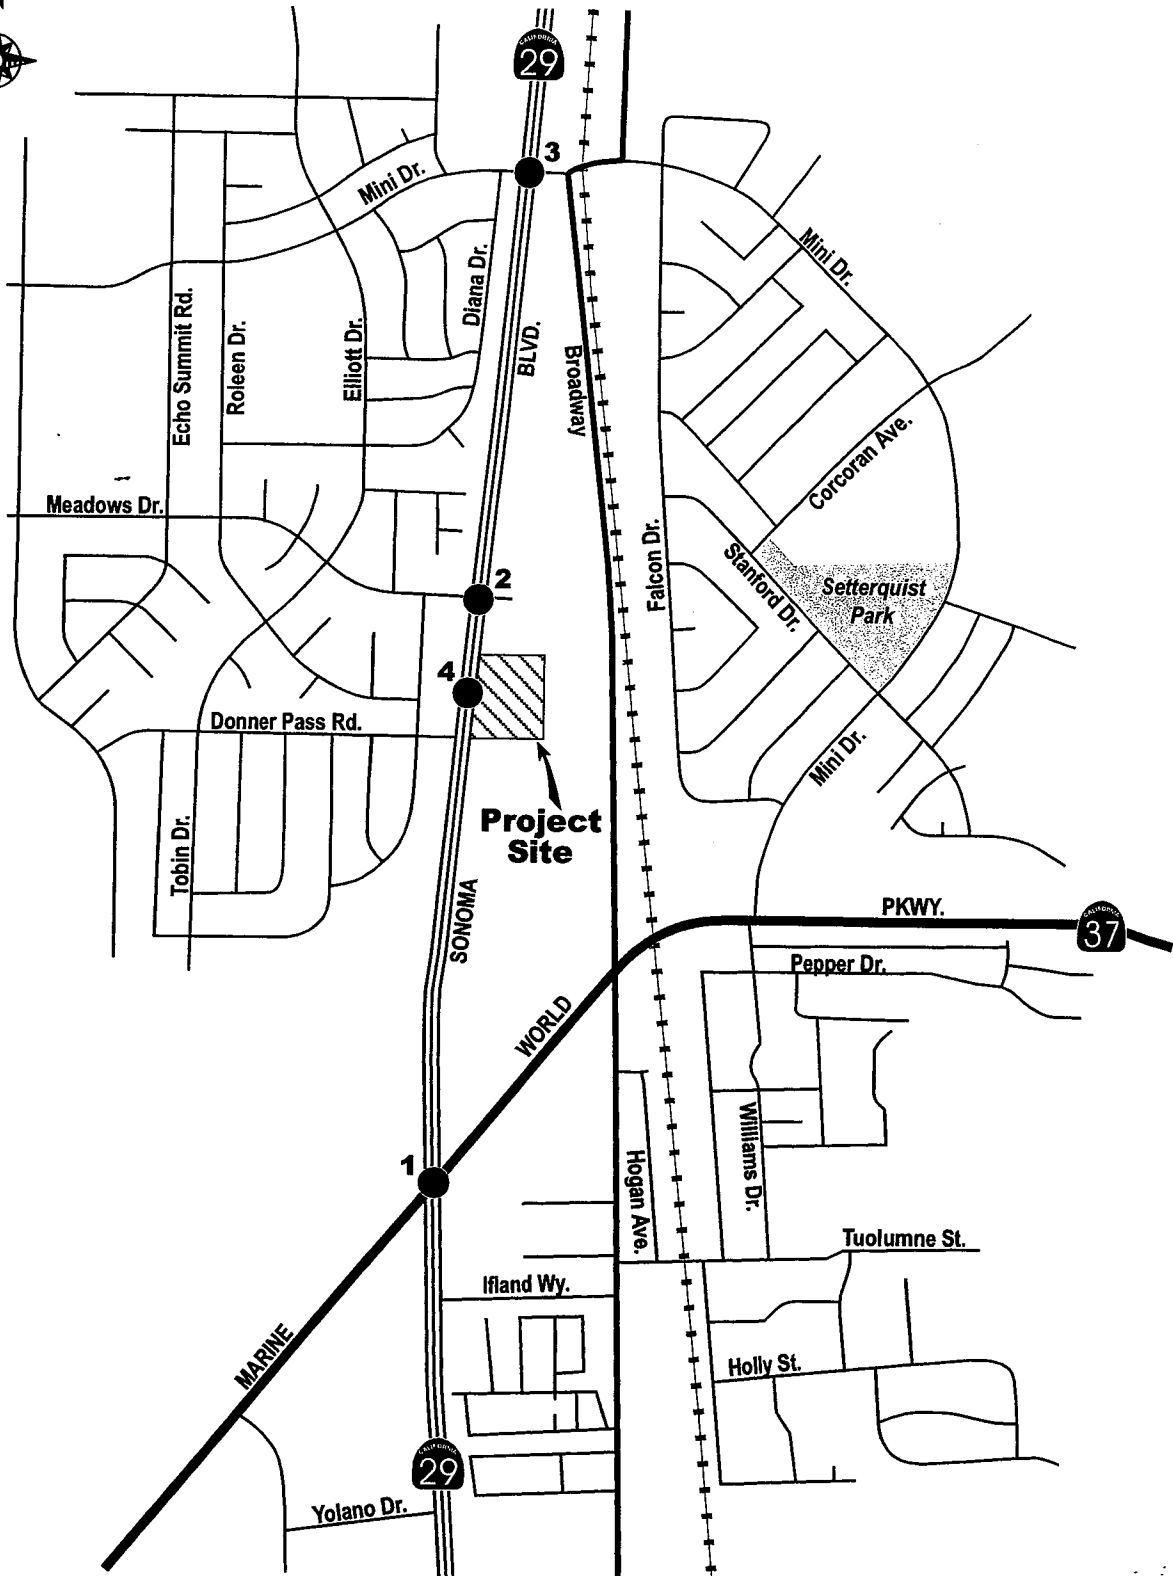 CALIFORNIA
29
3
Mini Dr.
Mini Dr.
Diana Dr.
Echo Summit Rd.
Roleen Dr.
Elliott Dr.
BLVD.
Broadway
Corcoran Ave.
Meadows Dr.
Falcon Dr.
Stanford Dr.
Setterquist
Park
2
4
Donner Pass Rd.
Mini Dr.
Project
Site
Tobin Dr.
SONOMA
PKWY.
CALIFORNIA
37
Pepper Dr.
WORLD
Williams Dr.
1
Hogan Ave.
Tuolumne St.
Ifland Wy.
MARINE
Holly St.
CALIFORNIA
29
Yolano Dr.